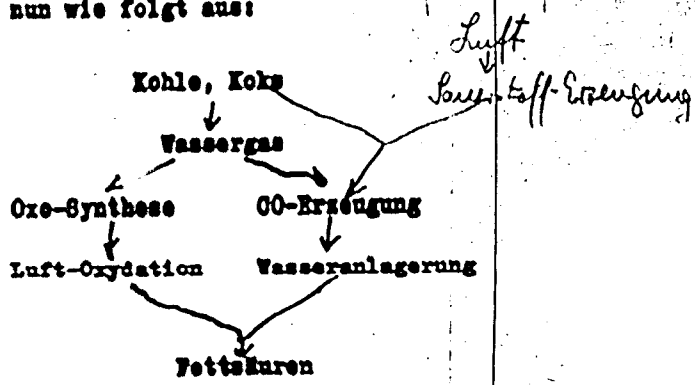 nun wie folgt aus:
Luft
Kohle, Koks
Sauerstoff-Erzeugung
Wassergas
Oxo-Synthese CO-Erzeugung
Luft-Oxydation Wasseranlagerung
Fettsäuren